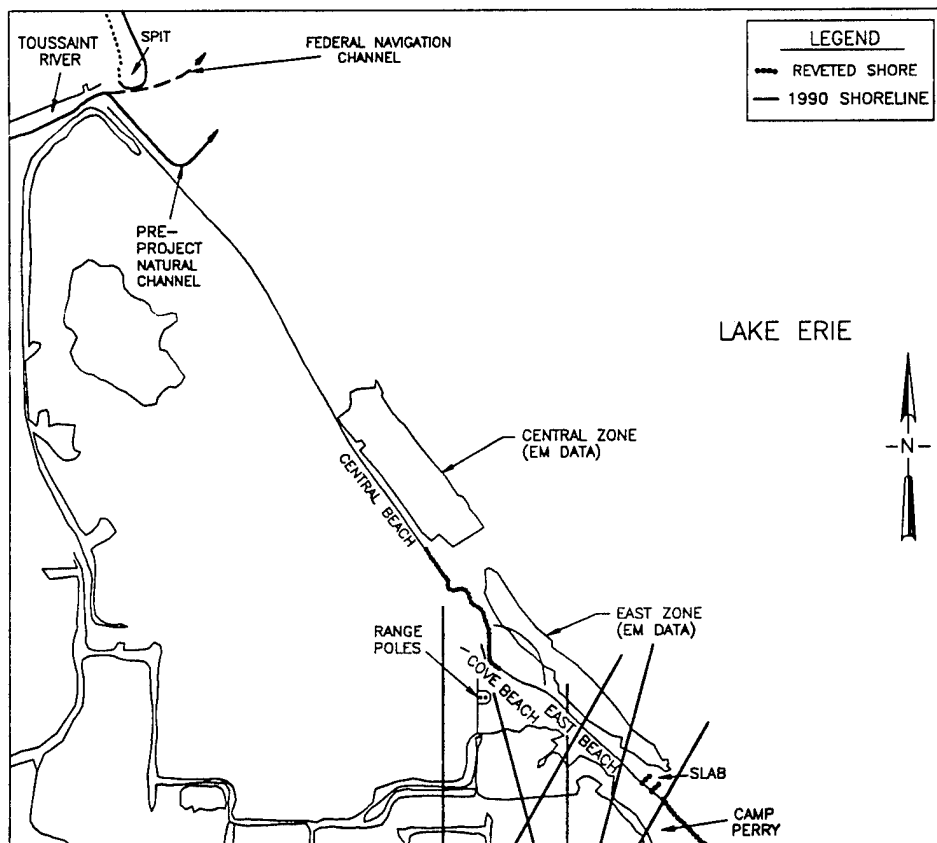 TOUSSAINT
RIVER
SPIT
FEDERAL NAVIGATION
CHANNEL
LEGEND
REVETED SHORE
1990 SHORELINE
PRE-
PROJECT
NATURAL
CHANNEL
LAKE ERIE
-N-
CENTRAL ZONE
(EM DATA)
CENTRAL BEACH
EAST ZONE
(EM DATA)
RANGE
POLES
COVE BEACH
EAST BEACH
SLAB
CAMP
PERRY